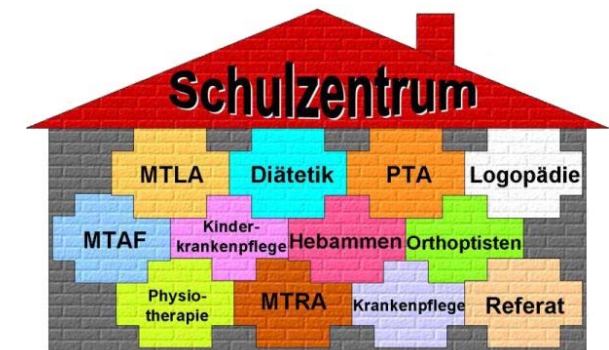 Schulzentrum
MTLA
Diätetik
PTA
Logopädie
MTAF
Kinder-
krankenpflege
Hebammen
Orthoptisten
Physio-
therapie
MTRA
Krankenpflege
Referat